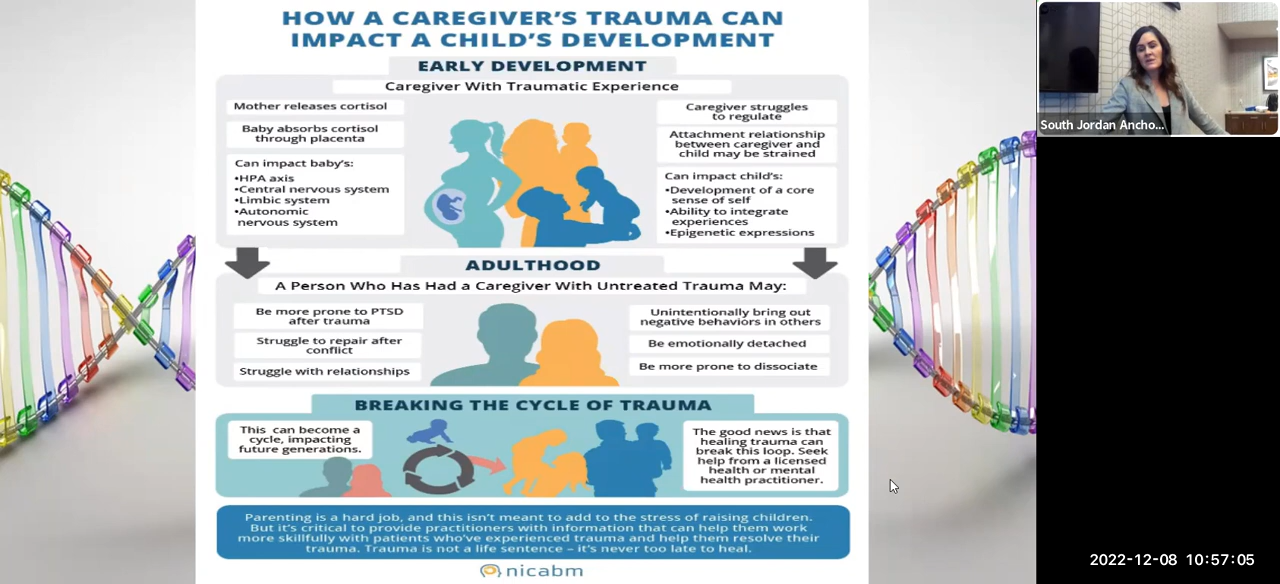 HOW A CAREGIVER'S TRAUMA CAN
IMPACT A CHILD'S DEVELOPMENT
EARLY DEVELOPMENT
Caregiver With Traumatic Experience
Mother releases cortisol
Baby absorbs cortisol
through placenta
Can impact baby's:
•HPA axis
•Central nervous system
•Limbic system
•Autonomic
nervous system
Caregiver struggles
to regulate
Attachment relationship
between caregiver and
child may be strained
Can impact child's:
•Development of a core
sense of self
•Ability to integrate
experiences
•Epigenetic expressions
ADULTHOOD
A Person Who Has Had a Caregiver With Untreated Trauma May:
Be more prone to PTSD
after trauma
Struggle to repair after
conflict
Struggle with relationships
Unintentionally bring out
negative behaviors in others
Be emotionally detached
Be more prone to dissociate
BREAKING THE CYCLE OF TRAUMA
This can become a
cycle, impacting
future generations.
The good news is that
healing trauma can
break this loop. Seek
help from a licensed
health or mental
health practitioner.
Parenting is a hard job, and this isn't meant to add to the stress of raising children.
But it's critical to provide practitioners with information that can help them work
more skillfully with patients who've experienced trauma and help them resolve their
trauma. Trauma is not a life sentence – it's never too late to heal.
nicabm
South Jordan Ancho...
2022-12-08 10:57:05